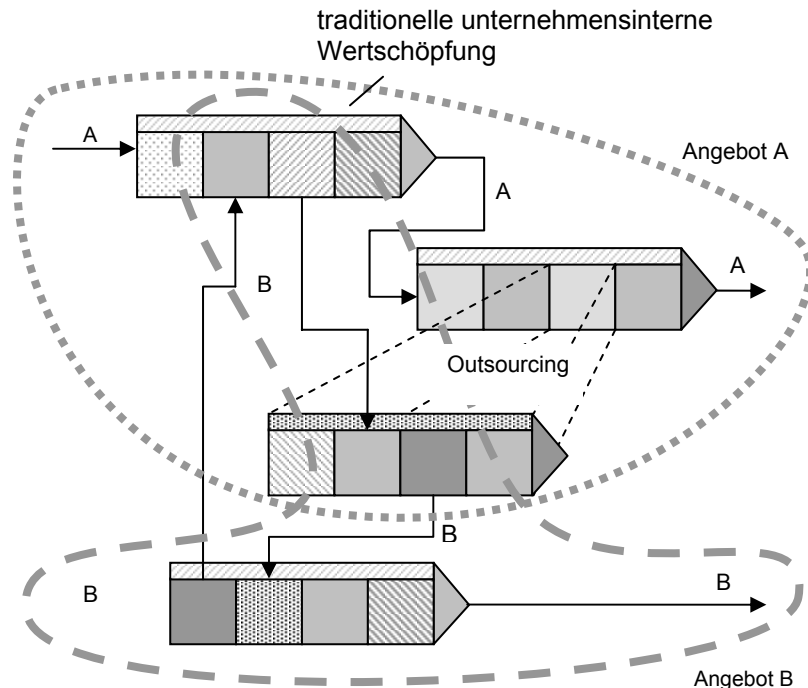 traditionelle unternehmensinterne
Wertschöpfung
A
Angebot A
A
A
B
Outsourcing
B
B
B
Angebot B